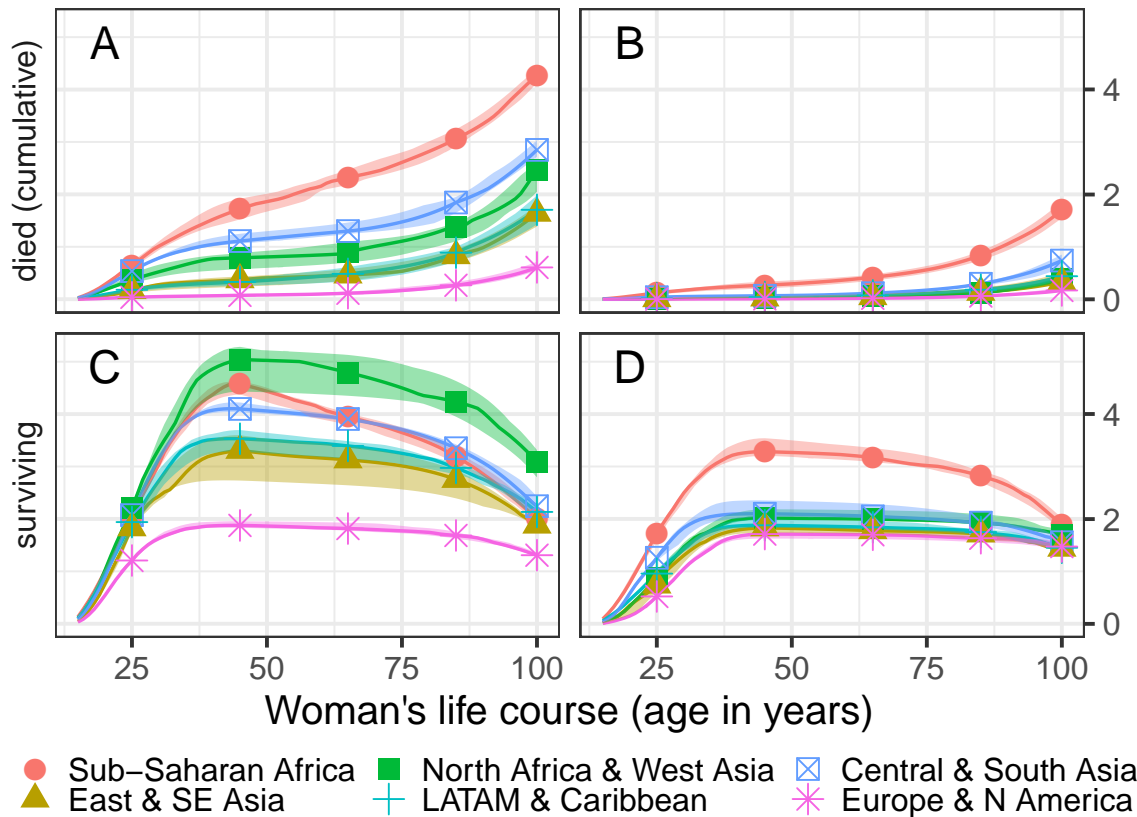 died (cumulative)
A
B
4
2
0
surviving
C
D
4
2
0
25
50
75
100
25
50
75
100
Woman's life course (age in years)
Sub−Saharan Africa
North Africa & West Asia
Central & South Asia
East & SE Asia
LATAM & Caribbean
Europe & N America